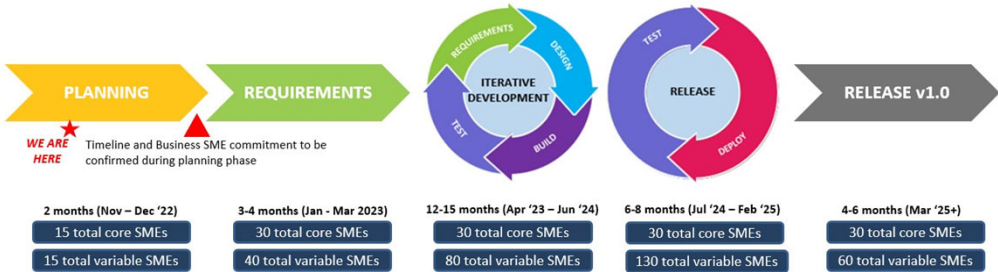 PLANNING
REQUIREMENTS
REQUIREMENTS
DESIGN
BUILD
TEST
ITERATIVE
DEVELOPMENT
TEST
DEPLOY
RELEASE
RELEASE v1.0
WE ARE
HERE
Timeline and Business SME commitment to be
confirmed during planning phase
2 months (Nov – Dec ‘22)
3-4 months (Jan - Mar 2023)
12-15 months (Apr ‘23 – Jun ‘24)
6-8 months (Jul ‘24 – Feb ‘25)
4-6 months (Mar ‘25+)
15 total core SMEs
30 total core SMEs
30 total core SMEs
30 total core SMEs
30 total core SMEs
15 total variable SMEs
40 total variable SMEs
80 total variable SMEs
130 total variable SMEs
60 total variable SMEs